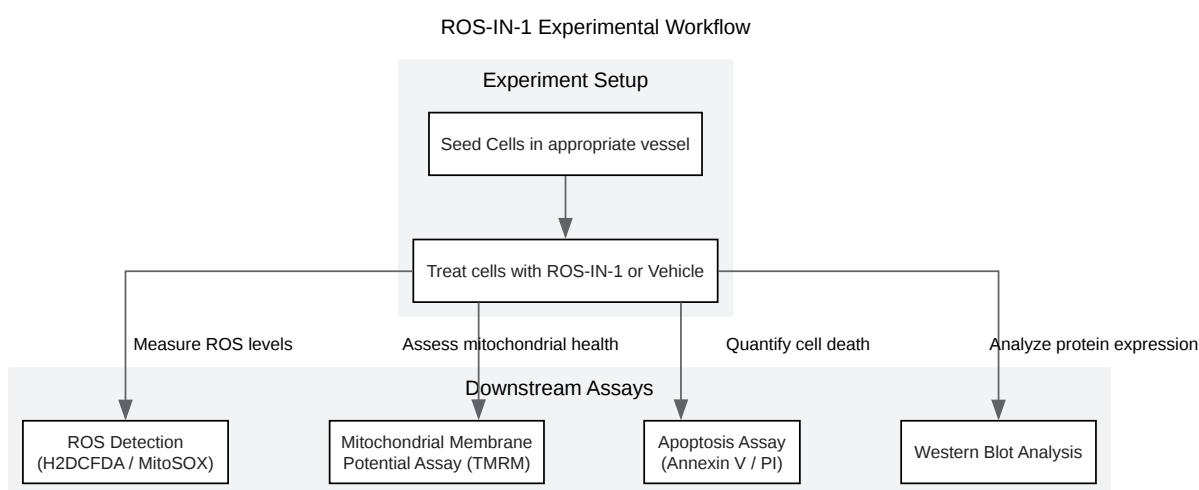 ROS-IN-1 Experimental Workflow
Experiment Setup
Seed Cells in appropriate vessel
Treat cells with ROS-IN-1 or Vehicle
Measure ROS levels
Assess mitochondrial health
Quantify cell death
Analyze protein expression
Downstream Assays
ROS Detection
(H2DCFDA / MitoSOX)
Mitochondrial Membrane
Potential Assay (TMRM)
Apoptosis Assay
(Annexin V / PI)
Western Blot Analysis